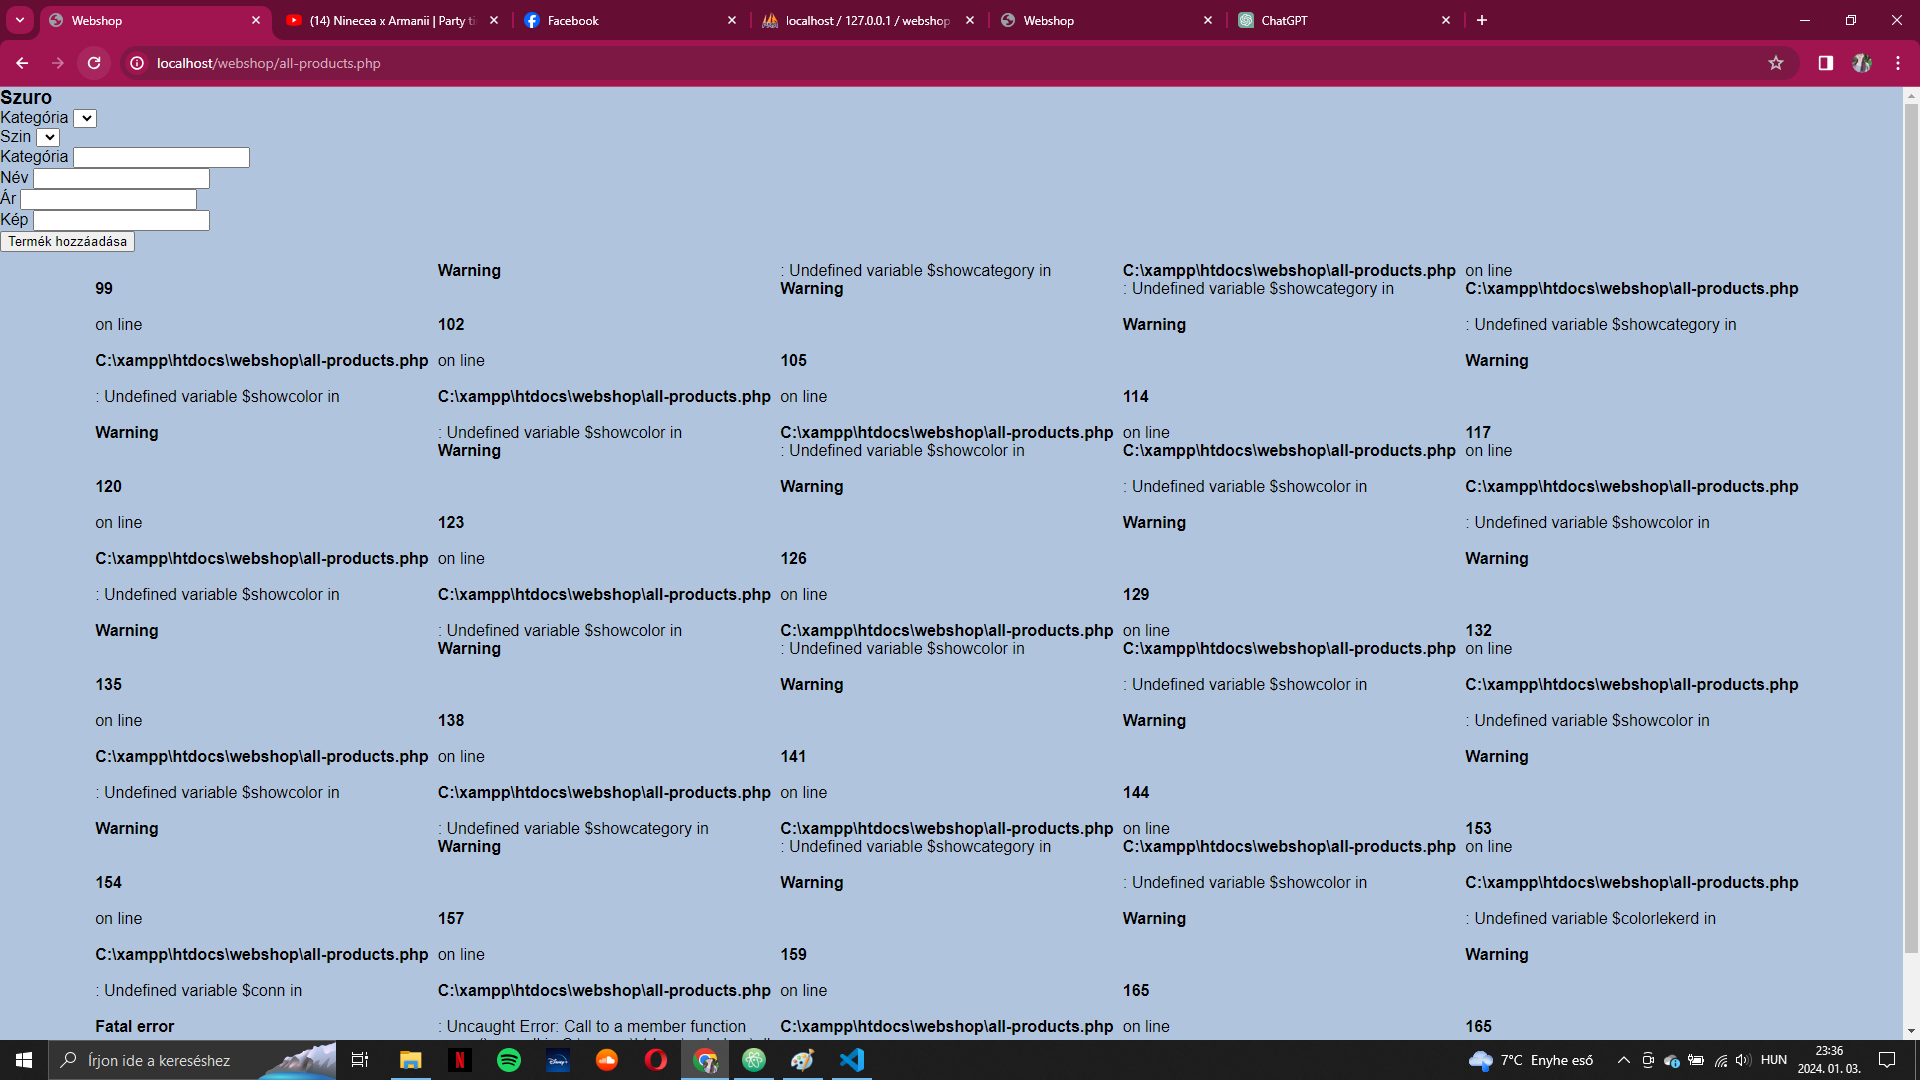 Webshop
(14) Ninecea x Armanii | Party ti
Facebook
localhost / 127.0.0.1 / webshop
Webshop
ChatGPT
localhost/webshop/all-products.php
Szuro
Kategória
Szin
Kategória
Név
Ár
Kép
Termék hozzáadása
Warning : Undefined variable $showcategory in C:\xampp\htdocs\webshop\all-products.php on line
99 Warning : Undefined variable $showcategory in C:\xampp\htdocs\webshop\all-products.php
on line 102 Warning : Undefined variable $showcategory in
C:\xampp\htdocs\webshop\all-products.php on line 105 Warning
: Undefined variable $showcolor in C:\xampp\htdocs\webshop\all-products.php on line 114
Warning : Undefined variable $showcolor in C:\xampp\htdocs\webshop\all-products.php on line 117
Warning : Undefined variable $showcolor in C:\xampp\htdocs\webshop\all-products.php on line
120 Warning : Undefined variable $showcolor in C:\xampp\htdocs\webshop\all-products.php
on line 123 Warning : Undefined variable $showcolor in
C:\xampp\htdocs\webshop\all-products.php on line 126 Warning
: Undefined variable $showcolor in C:\xampp\htdocs\webshop\all-products.php on line 129
Warning : Undefined variable $showcolor in C:\xampp\htdocs\webshop\all-products.php on line 132
Warning : Undefined variable $showcolor in C:\xampp\htdocs\webshop\all-products.php on line
135 Warning : Undefined variable $showcolor in C:\xampp\htdocs\webshop\all-products.php
on line 138 Warning : Undefined variable $showcolor in
C:\xampp\htdocs\webshop\all-products.php on line 141 Warning
: Undefined variable $showcolor in C:\xampp\htdocs\webshop\all-products.php on line 144
Warning : Undefined variable $showcategory in C:\xampp\htdocs\webshop\all-products.php on line 153
Warning : Undefined variable $showcategory in C:\xampp\htdocs\webshop\all-products.php on line
154 Warning : Undefined variable $showcolor in C:\xampp\htdocs\webshop\all-products.php
on line 157 Warning : Undefined variable $colorlekerd in
C:\xampp\htdocs\webshop\all-products.php on line 159 Warning
: Undefined variable $conn in C:\xampp\htdocs\webshop\all-products.php on line 165
Fatal error : Uncaught Error: Call to a member function C:\xampp\htdocs\webshop\all-products.php on line 165
Írjon ide a kereséshez
7°C Enyhe eső
HUN
23:36
2024. 01. 03.